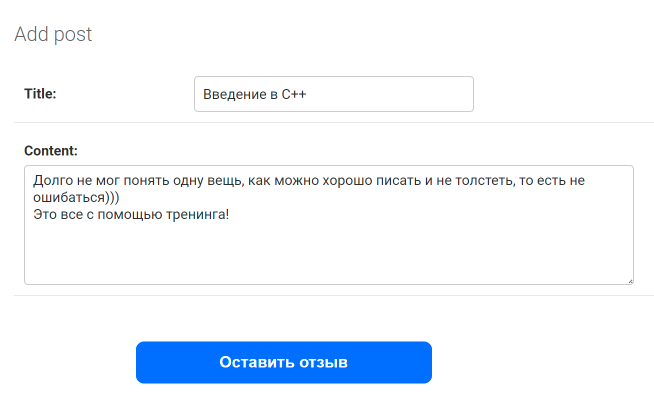 Add post
Title:
Введение в C++
Content:
Долго не мог понять одну вещь, как можно хорошо писать и не толстеть, то есть не
ошибаться)))
Это все с помощью тренинга!
Оставить отзыв